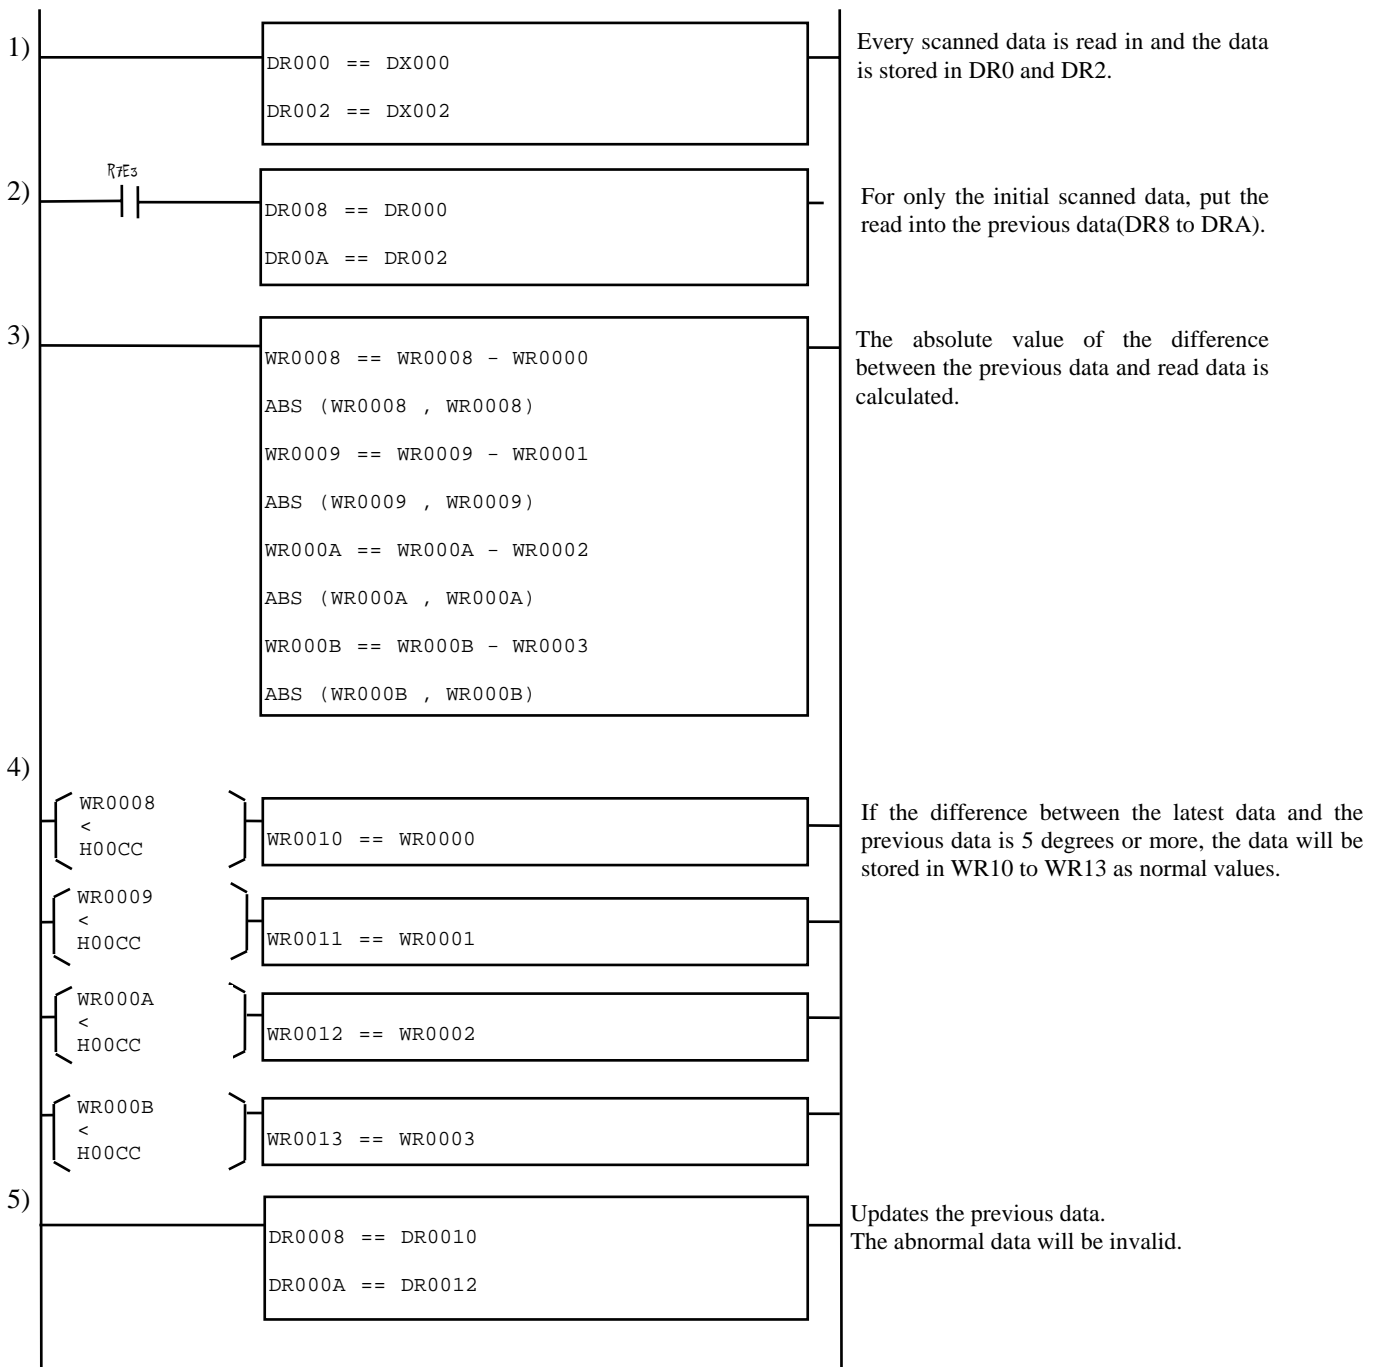 1)
DR000 == DX000
DR002 == DX002
Every scanned data is read in and the data
is stored in DR0 and DR2.
2)
R7E3
DR008 == DR000
DR00A == DR002
For only the initial scanned data, put the
read into the previous data(DR8 to DRA).
3)
WR0008 == WR0008 - WR0000
ABS (WR0008 , WR0008)
WR0009 == WR0009 - WR0001
ABS (WR0009 , WR0009)
WR000A == WR000A - WR0002
ABS (WR000A , WR000A)
WR000B == WR000B - WR0003
ABS (WR000B , WR000B)
The absolute value of the difference
between the previous data and read data is
calculated.
4)
WR0008
<
H00CC
WR0010 == WR0000
If the difference between the latest data and the
previous data is 5 degrees or more, the data will be
stored in WR10 to WR13 as normal values.
WR0009
<
H00CC
WR0011 == WR0001
WR000A
<
H00CC
WR0012 == WR0002
WR000B
<
H00CC
WR0013 == WR0003
5)
DR0008 == DR0010
DR000A == DR0012
Updates the previous data.
The abnormal data will be invalid.